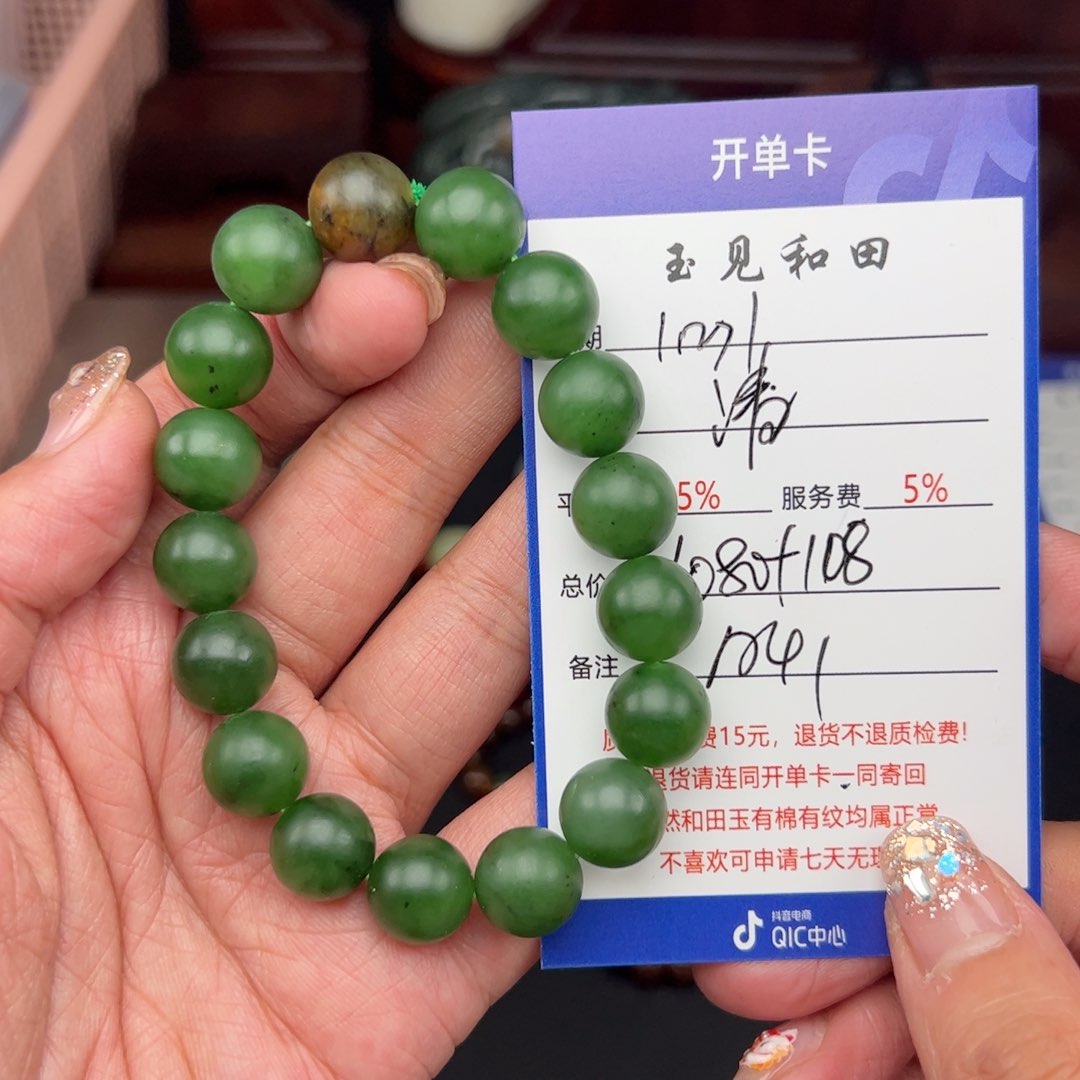 开单卡
玉见和田
期
5% 服务费 5%
总价 1080+108
备注
费15元，退货不退质检费！
退货请连同开单卡一同寄回
然和田玉有棉有纹均属正常
不喜欢可申请七天无理
抖音电商
QIC中心